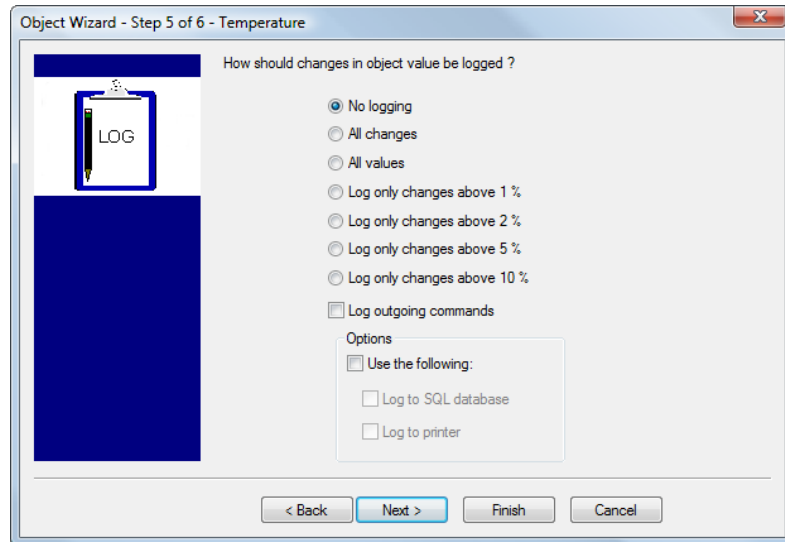 Object Wizard - Step 5 of 6 - Temperature
How should changes in object value be logged ?
LOG
No logging
All changes
All values
Log only changes above 1 %
Log only changes above 2 %
Log only changes above 5 %
Log only changes above 10 %
Log outgoing commands
Options
Use the following:
Log to SQL database
Log to printer
< Back Next > Finish Cancel